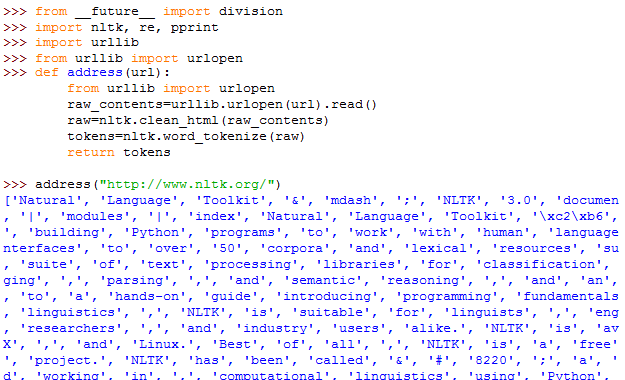 >>> from __future__ import division
>>> import nltk, re, pprint
>>> import urllib
>>> from urllib import urlopen
>>> def address(url):
        from urllib import urlopen
        raw_contents=urllib.urlopen(url).read()
        raw=nltk.clean_html(raw_contents)
        tokens=nltk.word_tokenize(raw)
        return tokens
>>> address("http://www.nltk.org/")
['Natural', 'Language', 'Toolkit', '&', 'mdash', ';', 'NLTK', '3.0', 'documen
, '|', 'modules', '|', 'index', 'Natural', 'Language', 'Toolkit', '\xc2\xb6',
', 'building', 'Python', 'programs', 'to', 'work', 'with', 'human', 'language
nterfaces', 'to', 'over', '50', 'corpora', 'and', 'lexical', 'resources', 'su
, 'suite', 'of', 'text', 'processing', 'libraries', 'for', 'classification',
ging', ',', 'parsing', ',', 'and', 'semantic', 'reasoning', ',', 'and', 'an',
, 'to', 'a', 'hands-on', 'guide', 'introducing', 'programming', 'fundamentals
, 'linguistics', ',', 'NLTK', 'is', 'suitable', 'for', 'linguists', ',', 'eng
, 'researchers', ',', 'and', 'industry', 'users', 'alike.', 'NLTK', 'is', 'av
X', ',', 'and', 'Linux.', 'Best', 'of', 'all', ',', 'NLTK', 'is', 'a', 'free'
', 'project.', 'NLTK', 'has', 'been', 'called', '&', '#', '8220', ';', 'a', '
d', 'working', 'in', ',', 'computational', 'linguistics', 'using', 'Python',